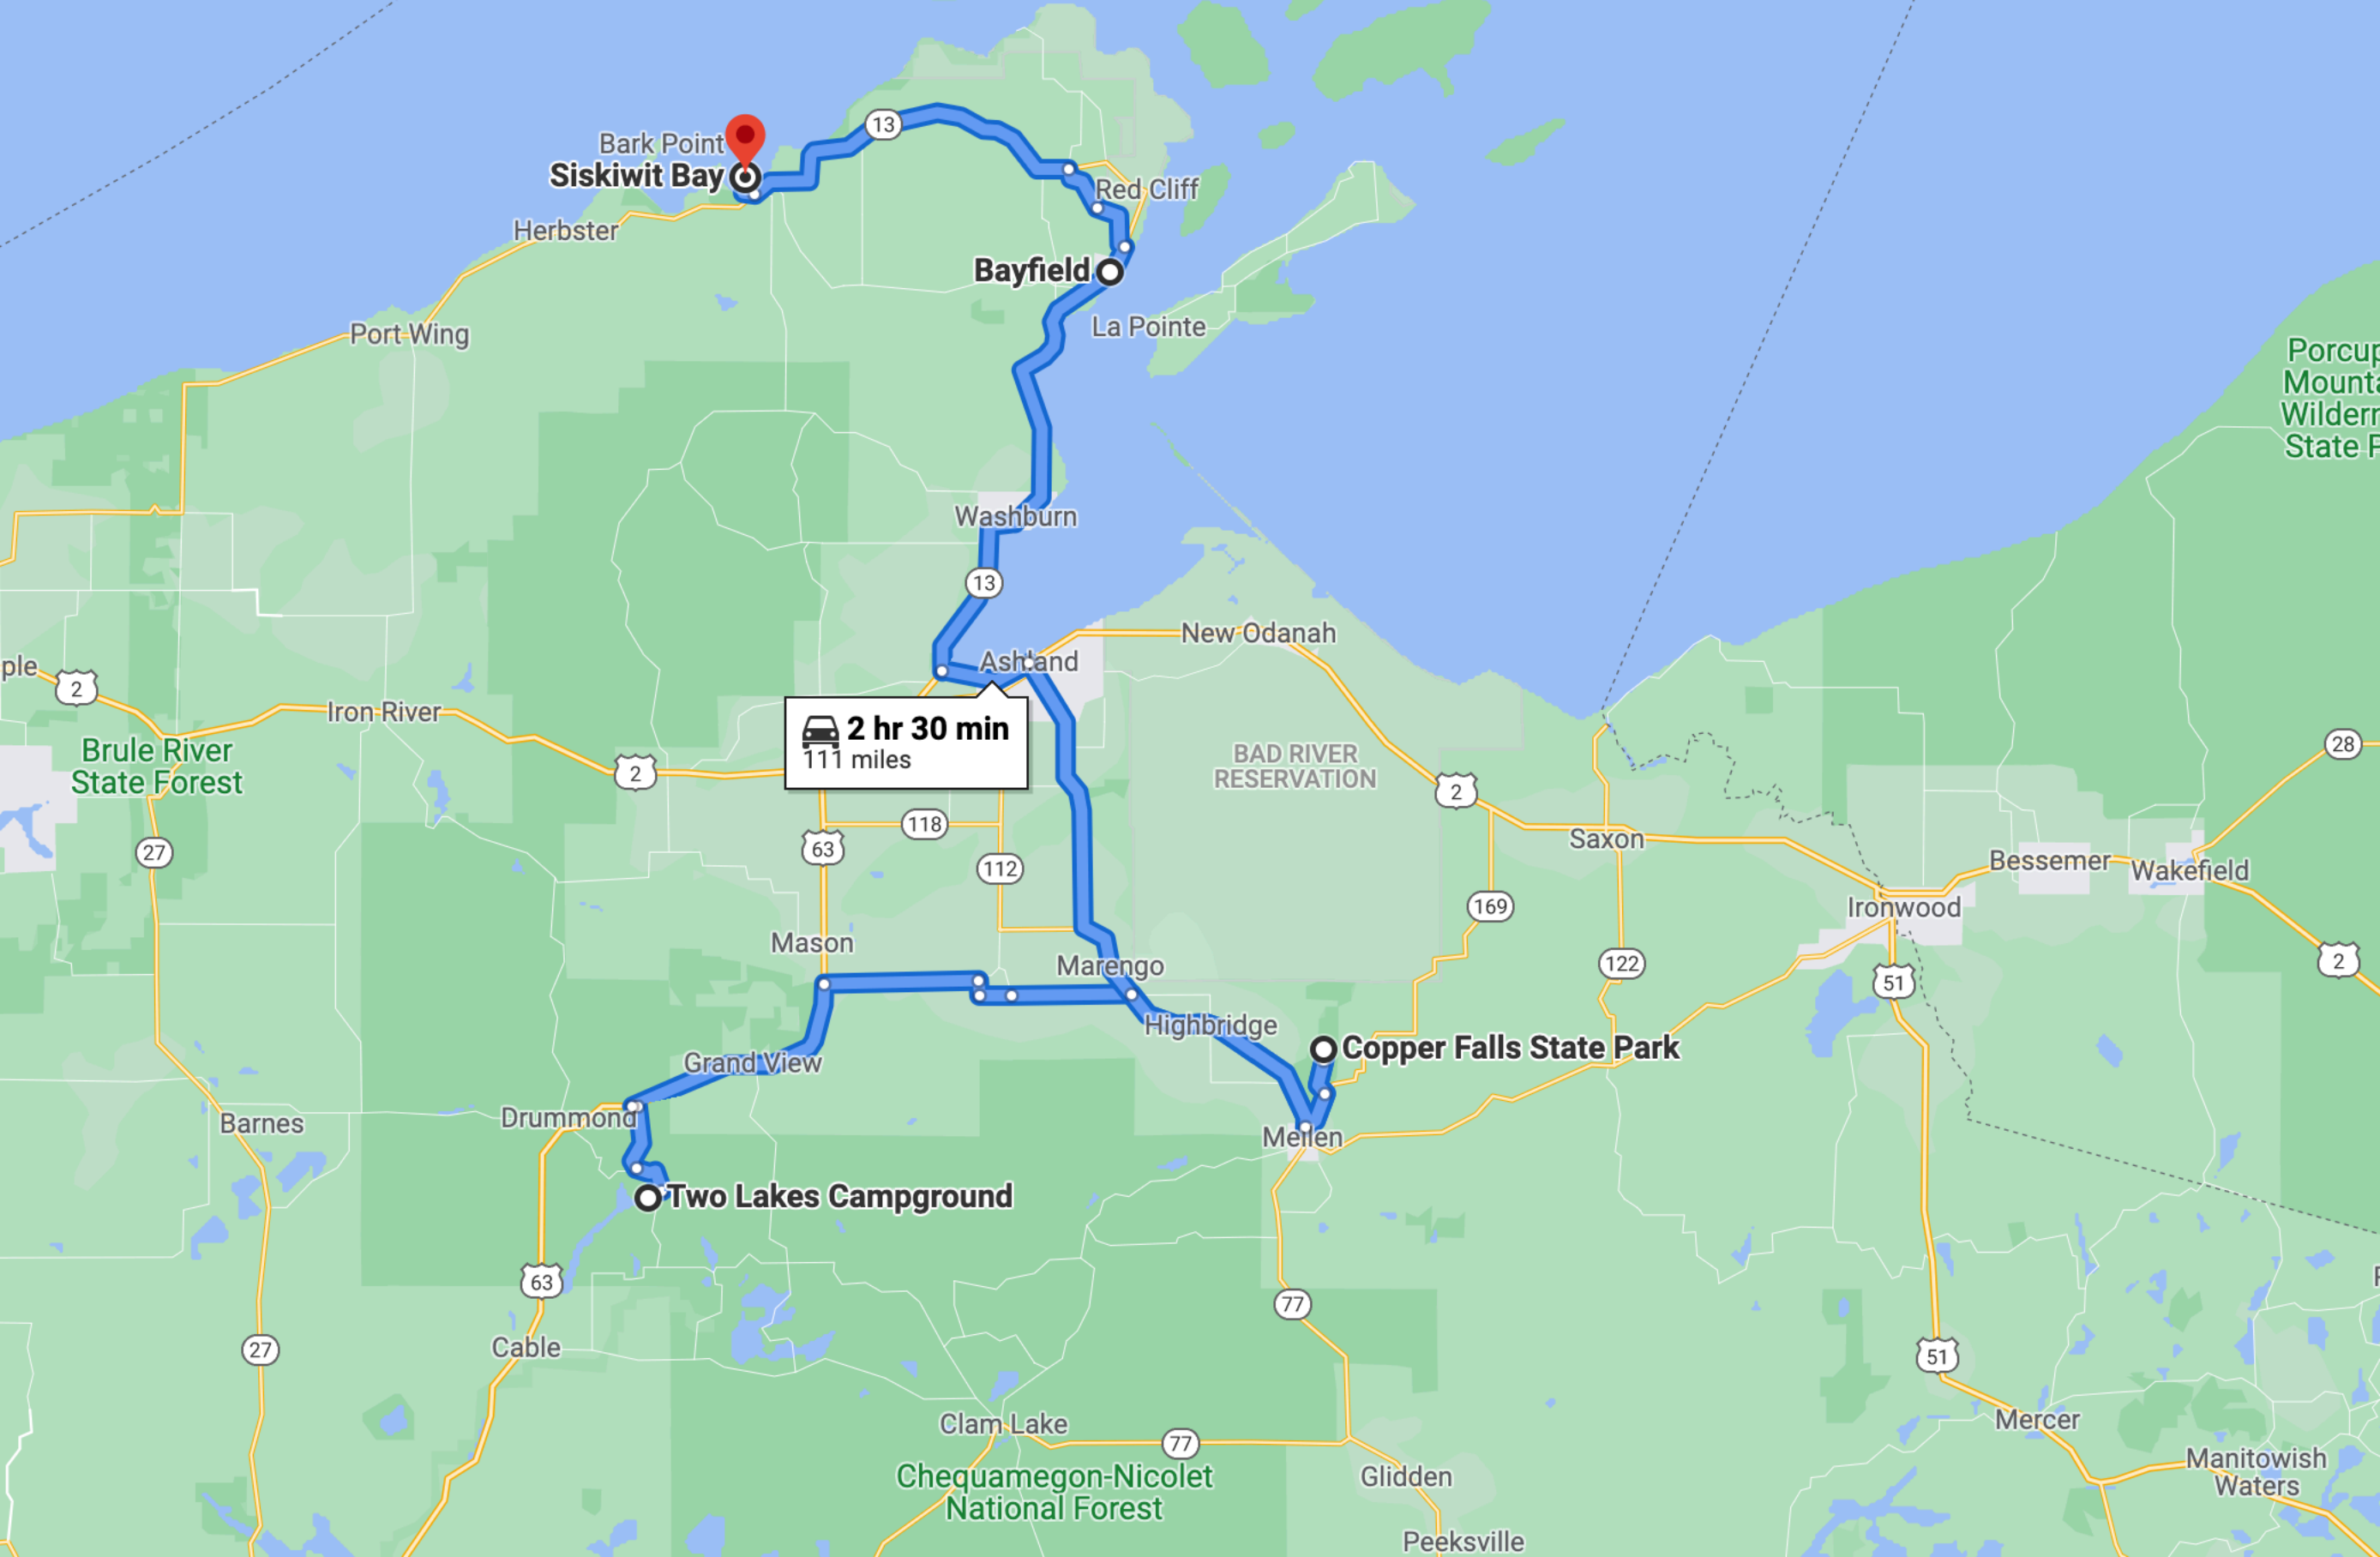 13
Bark Point
Siskiwit Bay
Red Cliff
Herbster
Bayfield
La Pointe
Port Wing
Porcup
Mounta
Wildern
State P
Washburn
13
New Odanah
Ashland
ple
2
Iron River
2 hr 30 min
111 miles
Brule River
State Forest
2
BAD RIVER
RESERVATION
28
2
118
Saxon
27
63
Bessemer
Wakefield
112
169
Ironwood
Mason
Marengo
122
2
51
Highbridge
Copper Falls State Park
Grand View
Drummond
Barnes
Mellen
Two Lakes Campground
63
77
27
Cable
51
Clam Lake
Mercer
77
Chequamegon-Nicolet
National Forest
Glidden
Manitowish
Waters
Peeksville